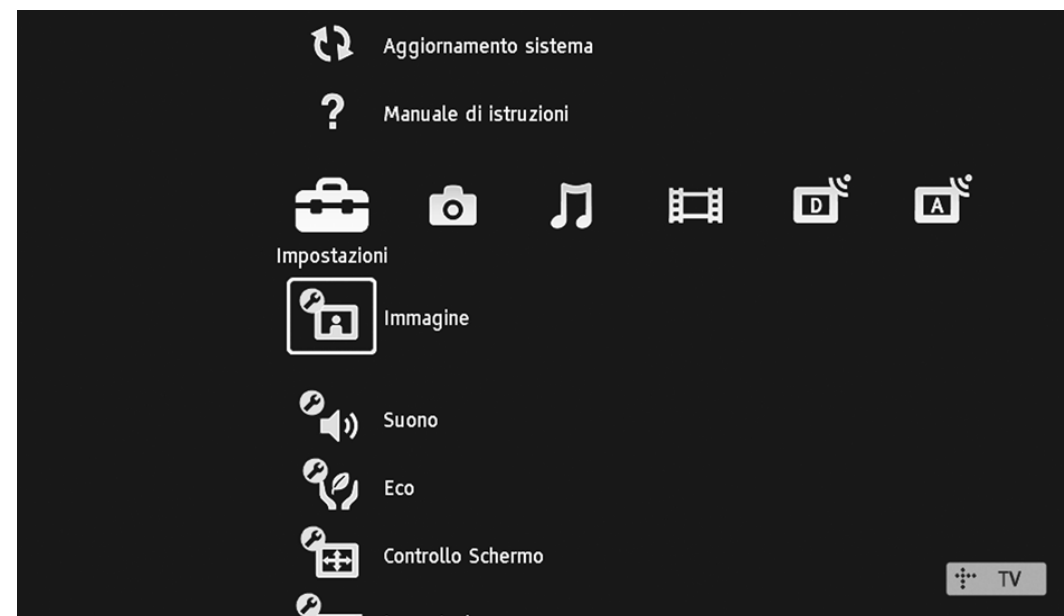 Aggiornamento sistema
? Manuale di istruzioni
D
A
Impostazioni
Immagine
Suono
Eco
Controllo Schermo
TV